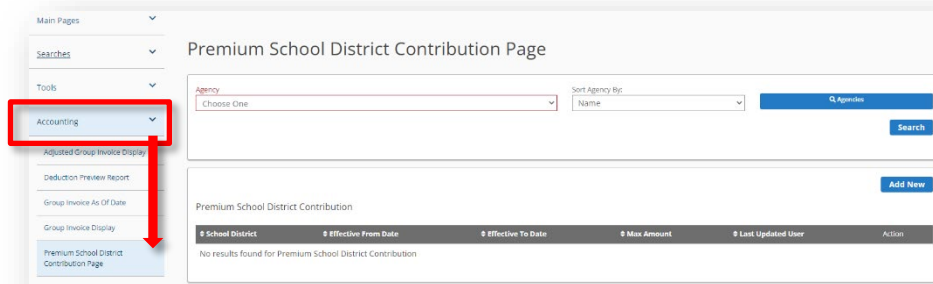 Main Pages
Searches
Tools
Accounting
Adjusted Group Invoice Display
Deduction Preview Report
Group Invoice As Of Date
Group Invoice Display
Premium School District
Contribution Page
Premium School District Contribution Page
Agency
Choose One
Sort Agency By:
Name
Agencies
Search
Add New
Premium School District Contribution
School District Effective From Date Effective To Date Max Amount Last Updated User Action
No results found for Premium School District Contribution